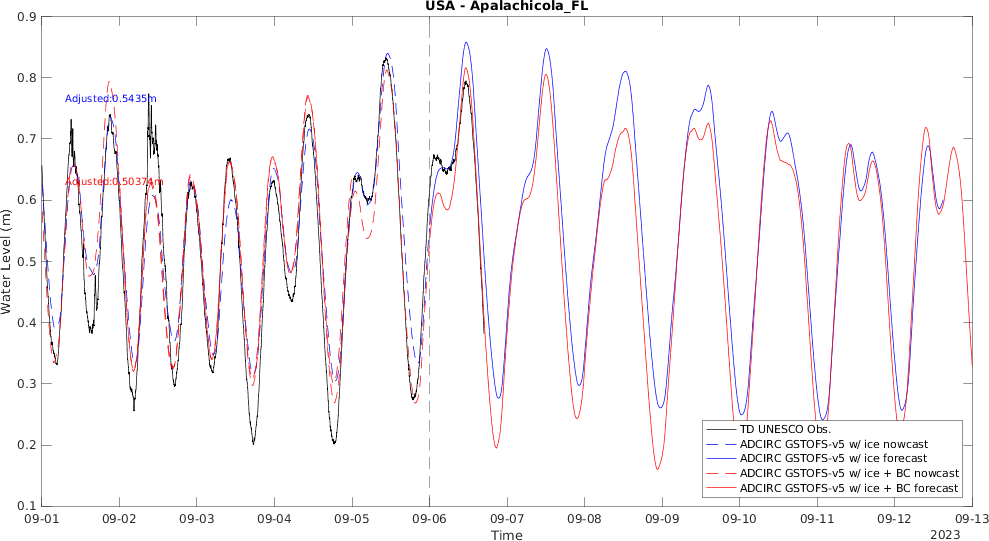 USA - Apalachicola_FL
0.9
0.8
0.7
0.6
0.5
0.4
0.3
0.2
0.1
Water Level (m)
Adjusted:0.5435m
Adjusted:0.5037m
TD UNESCO Obs.
ADCIRC GSTOFS-v5 w/ ice nowcast
ADCIRC GSTOFS-v5 w/ ice forecast
ADCIRC GSTOFS-v5 w/ ice + BC nowcast
ADCIRC GSTOFS-v5 w/ ice + BC forecast
09-01 09-02 09-03 09-04 09-05 09-06 09-07 09-08 09-09 09-10 09-11 09-12 09-13
Time
2023